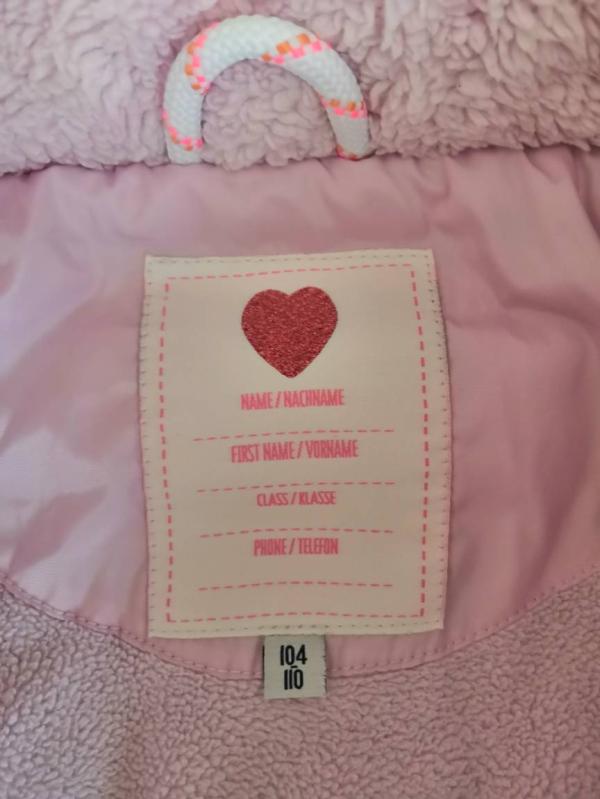 NAME / NACHNAME
FIRST NAME / VORNAME
CLASS / KLASSE
PHONE / TELEFON
104
110